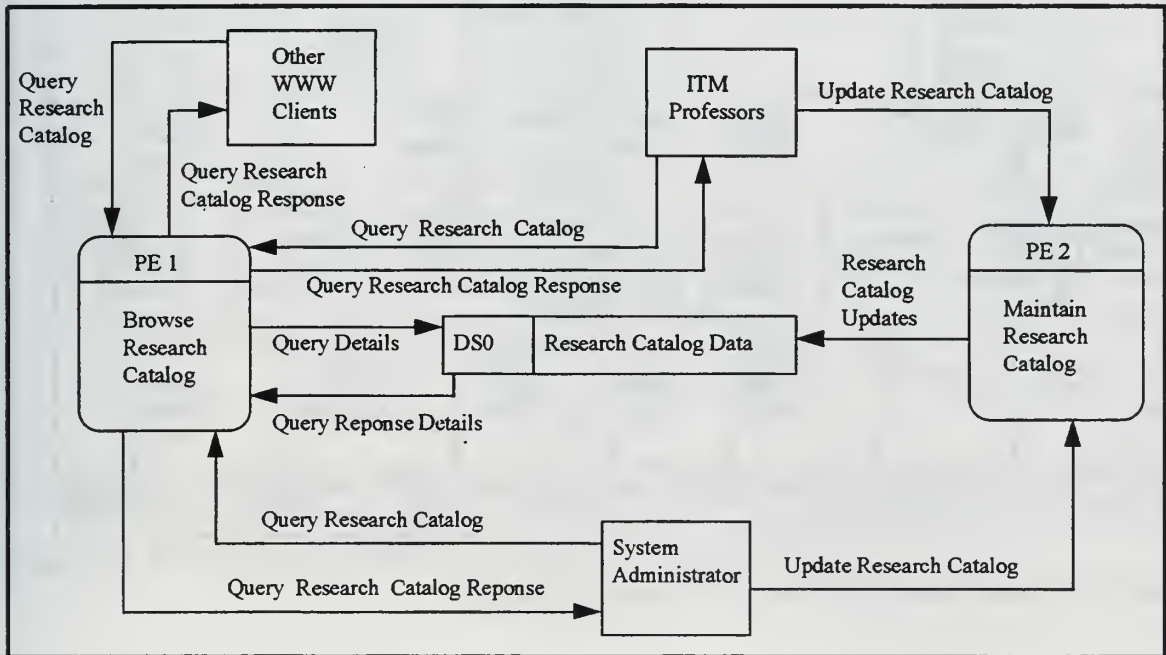 Other
WWW
Clients
Query
Research
Catalog
ITM
Professors
Update Research Catalog
Query Research
Catalog Response
Query Research Catalog
PE 1
Browse
Research
Catalog
Query Research Catalog Response
Research
Catalog
Updates
PE 2
Maintain
Research
Catalog
Query Details
DS0
Research Catalog Data
Query Reponse Details
Query Research Catalog
System
Administrator
Update Research Catalog
Query Research Catalog Reponse